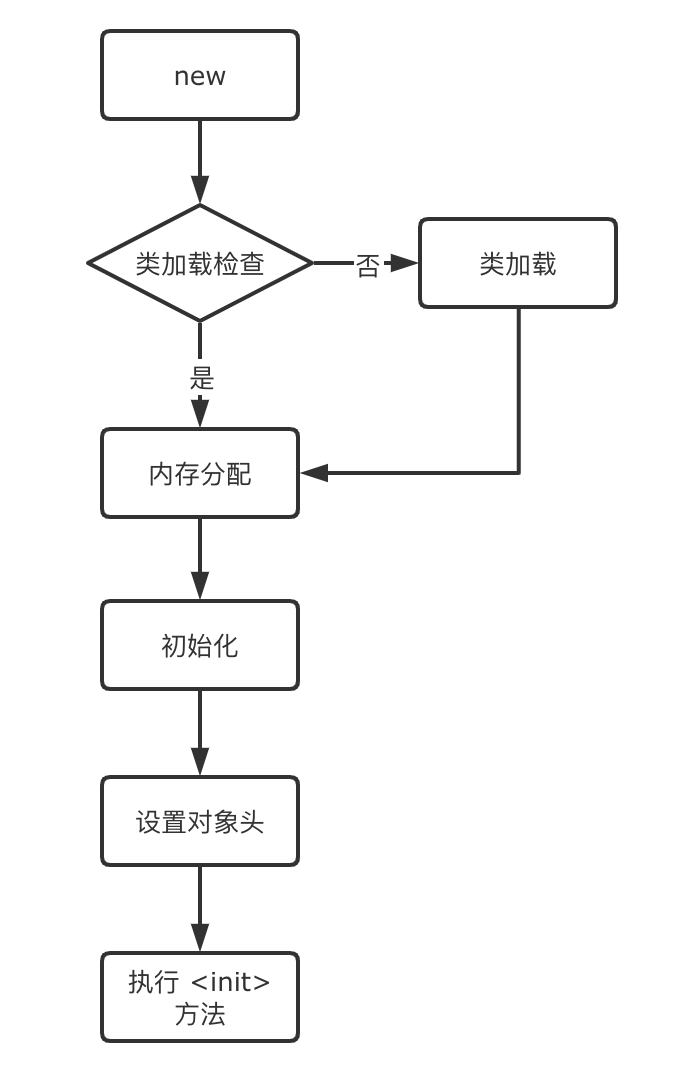 new
类加载检查
否
类加载
是
内存分配
初始化
设置对象头
执行 <init>
方法